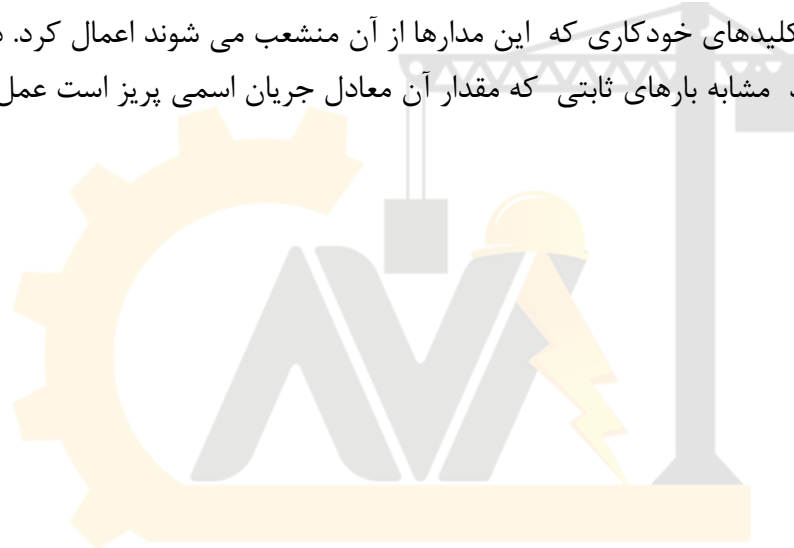 کلیدهای خودکاری که این مدارها از آن منشعب می شوند اعمال کرد.
مشابه بارهای ثابتی که مقدار آن معادل جریان اسمی پریز است عمل